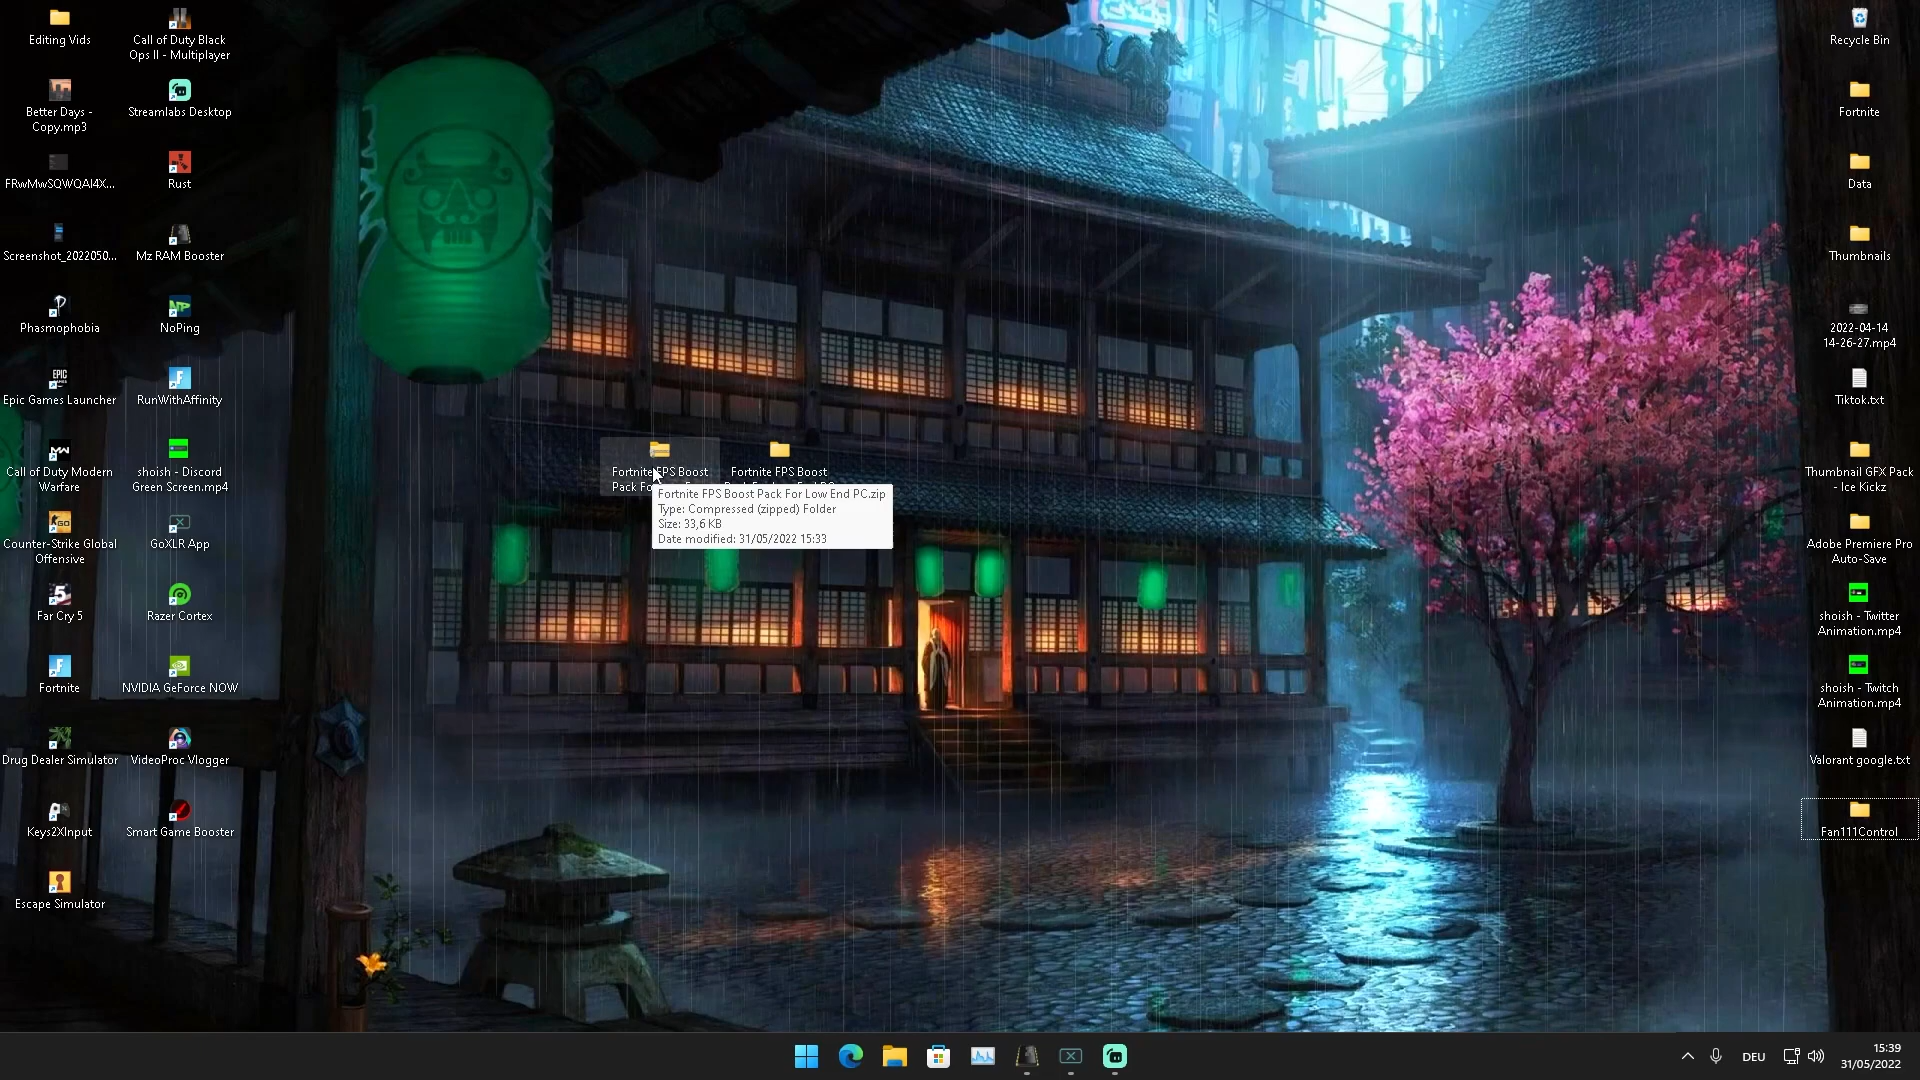 Editing Vids
Call of Duty Black
Ops II - Multiplayer
Better Days -
Copy.mp3
Streamlabs Desktop
FRwMwSQWQAI4X...
Rust
Screenshot_2022050...
Mz RAM Booster
Phasmophobia
NoPing
EPIC
GAMES
Epic Games Launcher
RunWithAffinity
MW
Call of Duty Modern
Warfare
shoish - Discord
Green Screen.mp4
GO
Counter-Strike Global
Offensive
GoXLR App
5
Far Cry 5
Razer Cortex
Fortnite
NVIDIA GeForce NOW
Drug Dealer Simulator
VideoProc Vlogger
Keys2XInput
Smart Game Booster
Escape Simulator
Fortnite FPS Boost
Pack
Fortnite FPS Boost
Fortnite FPS Boost Pack For Low End PC.zip
Type: Compressed (zipped) Folder
Size: 33,6 KB
Date modified: 31/05/2022 15:33
Recycle Bin
Fortnite
Data
Thumbnails
2022-04-14
14-26-27.mp4
Tiktok.txt
Thumbnail GFX Pack
- Ice Kickz
Adobe Premiere Pro
Auto-Save
shoish - Twitter
Animation.mp4
shoish - Twitch
Animation.mp4
Valorant google.txt
Fan111Control
DEU
15:39
31/05/2022